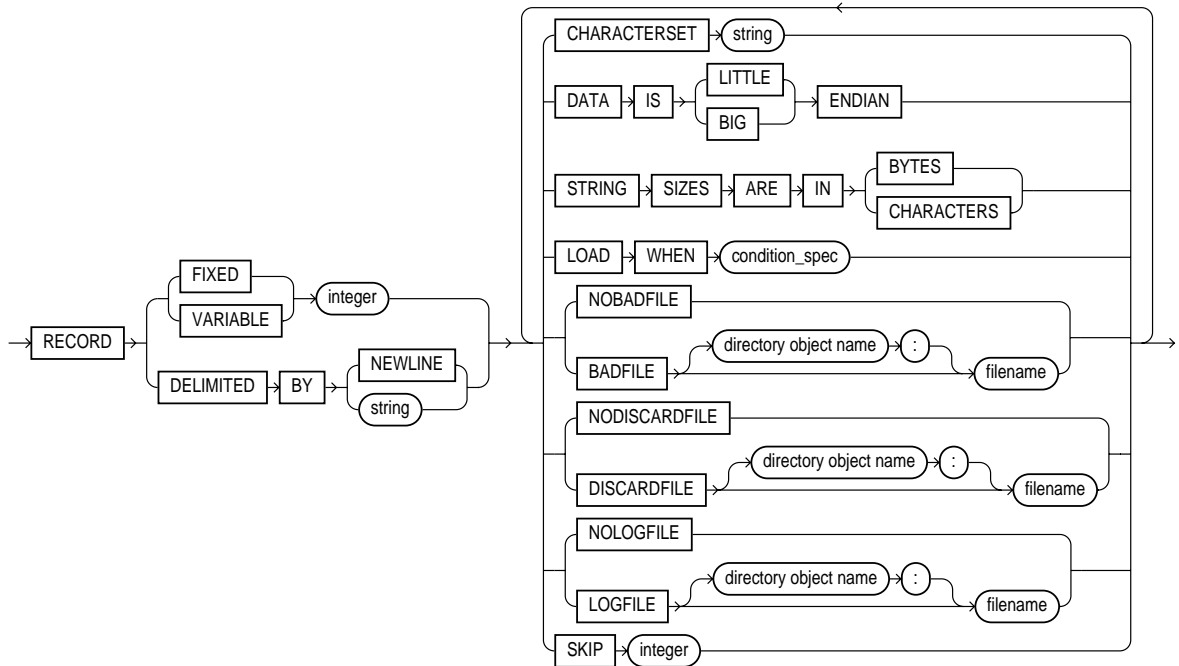 CHARACTERSET string
LITTLE
DATA IS ENDIAN
BIG
BYTES
STRING SIZES ARE IN
CHARACTERS
LOAD WHEN condition_spec
FIXED
integer
VARIABLE
RECORD
NEWLINE
DELIMITED BY
string
NOBADFILE
directory object name :
BADFILE filename
NODISCARDFILE
directory object name :
DISCARDFILE filename
NOLOGFILE
directory object name :
LOGFILE filename
SKIP integer